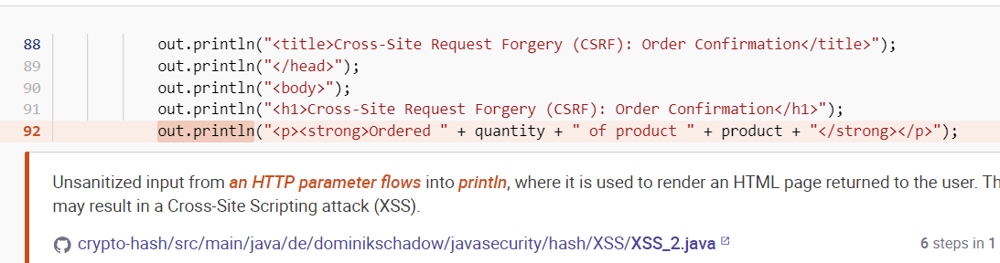 88 out.println("<title>Cross-Site Request Forgery (CSRF): Order Confirmation</title>");
89 out.println("</head>");
90 out.println("<body>");
91 out.println("<h1>Cross-Site Request Forgery (CSRF): Order Confirmation</h1>");
92 out.println("<p><strong>Ordered " + quantity + " of product " + product + "</strong></p>");
Unsanitized input from an HTTP parameter flows into println, where it is used to render an HTML page returned to the user. Th
may result in a Cross-Site Scripting attack (XSS).
crypto-hash/src/main/java/de/dominikschadow/javasecurity/hash/XSS/XSS_2.java 6 steps in 1